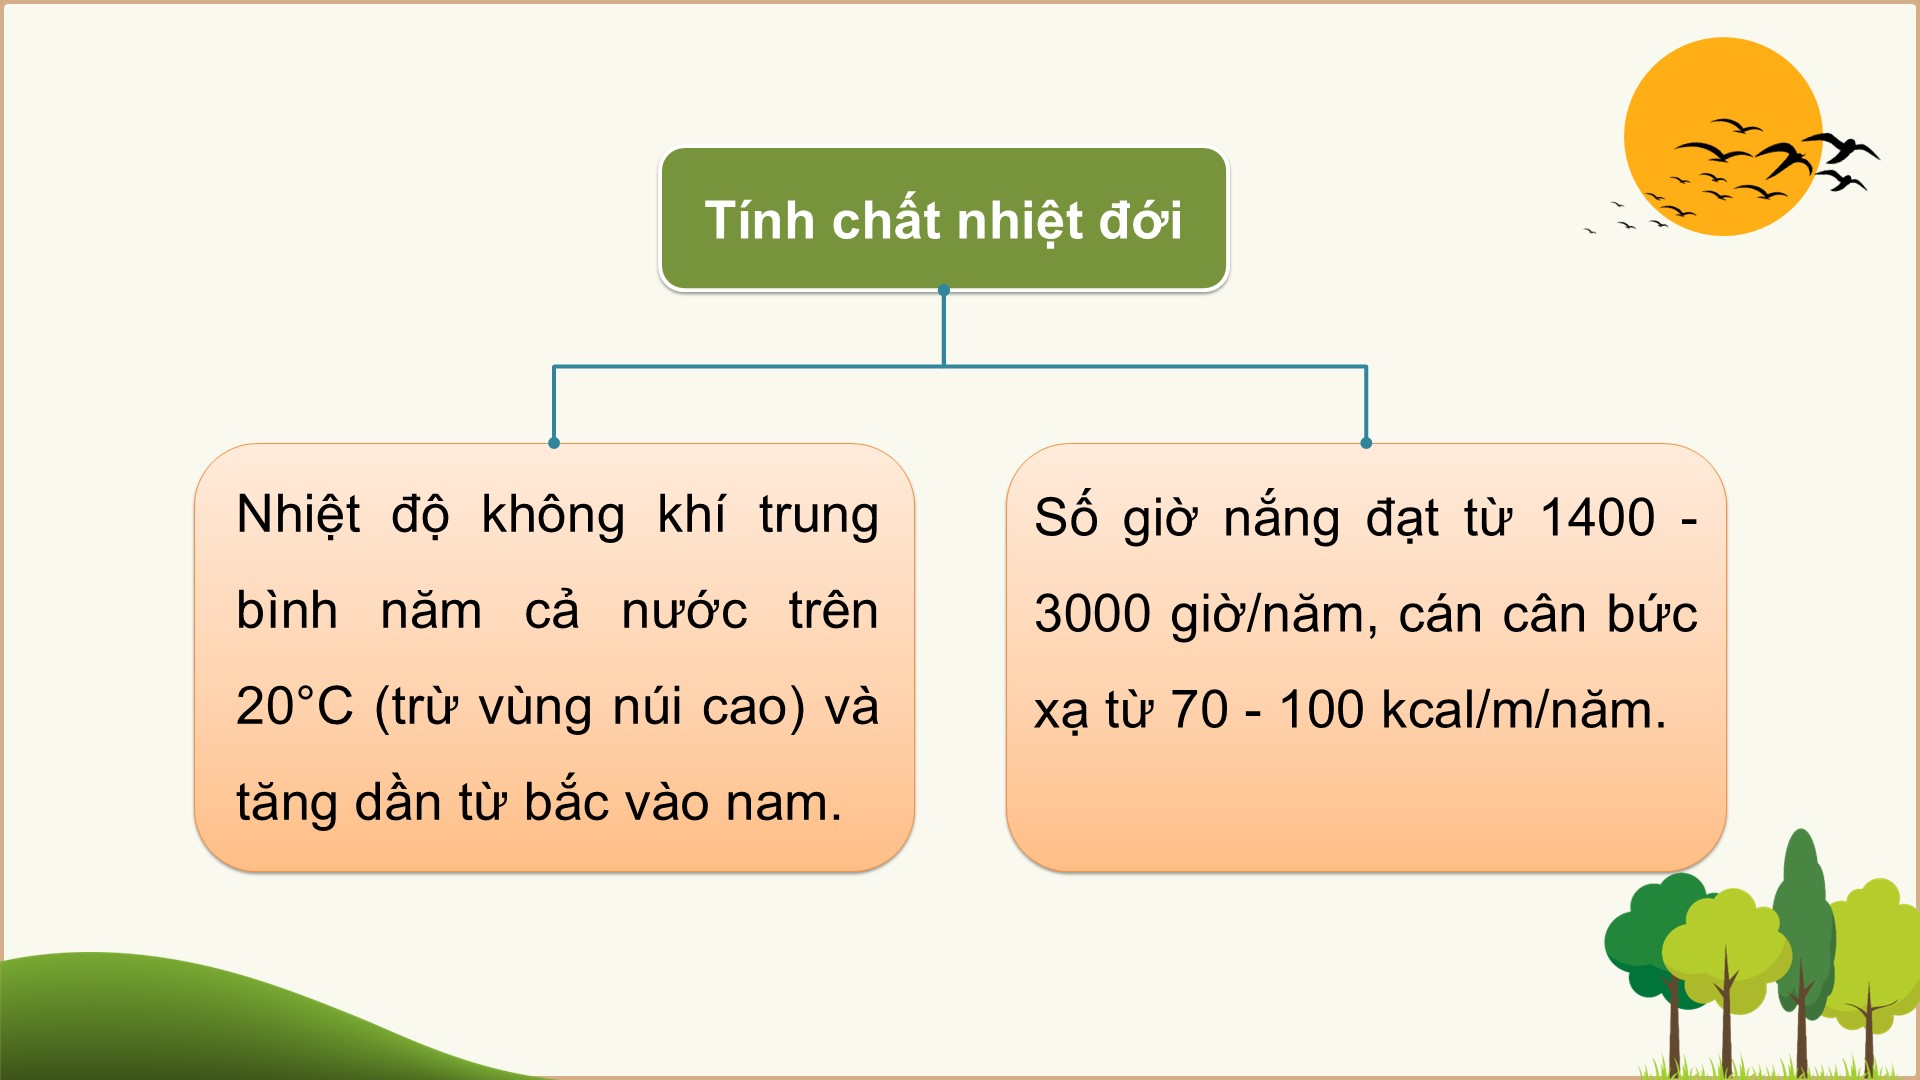 Tính chất nhiệt đới
Nhiệt độ không khí trung
bình năm cả nước trên
20°C (trừ vùng núi cao) và
tăng dần từ bắc vào nam.
Số giờ nắng đạt từ 1400 -
3000 giờ/năm, cán cân bức
xạ từ 70 - 100 kcal/m/năm.